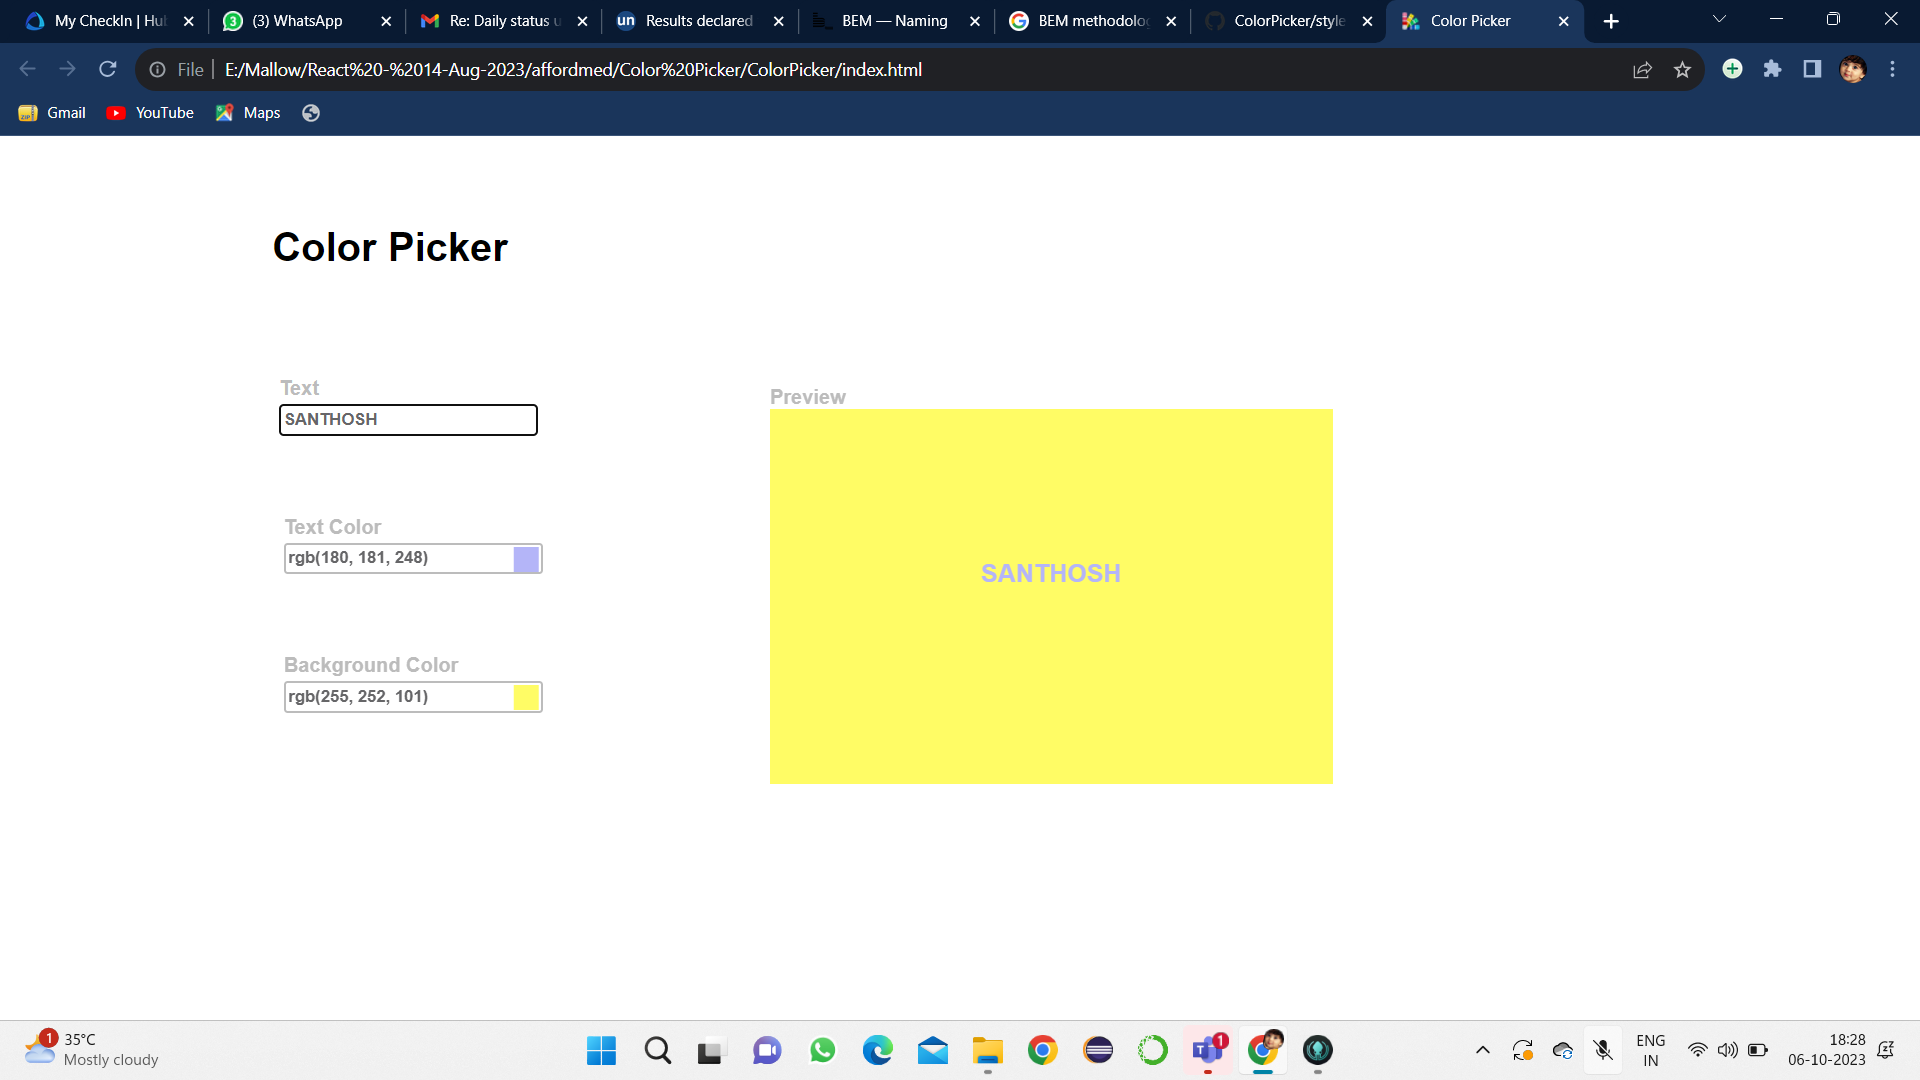 My CheckIn | Hu
(3) WhatsApp
Re: Daily status u
un Results declared
BEM — Naming
BEM methodolo
ColorPicker/style
Color Picker
File
E:/Mallow/React%20-%2014-Aug-2023/affordmed/Color%20Picker/ColorPicker/index.html
Gmail
YouTube
Maps
Color Picker
Text
SANTHOSH
Text Color
rgb(180, 181, 248)
Background Color
rgb(255, 252, 101)
Preview
SANTHOSH
1
35°C
Mostly cloudy
1
ENG
IN
18:28
06-10-2023